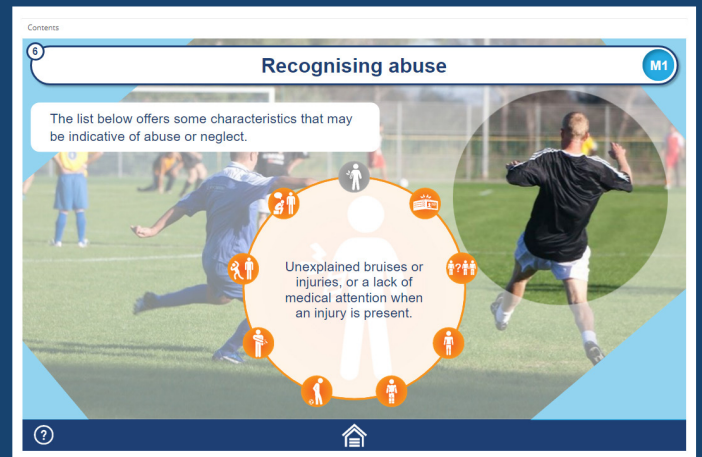 Contents
6
Recognising abuse
M1
The list below offers some characteristics that may
be indicative of abuse or neglect.
?
Unexplained bruises or
injuries, or a lack of
medical attention when
an injury is present.
?